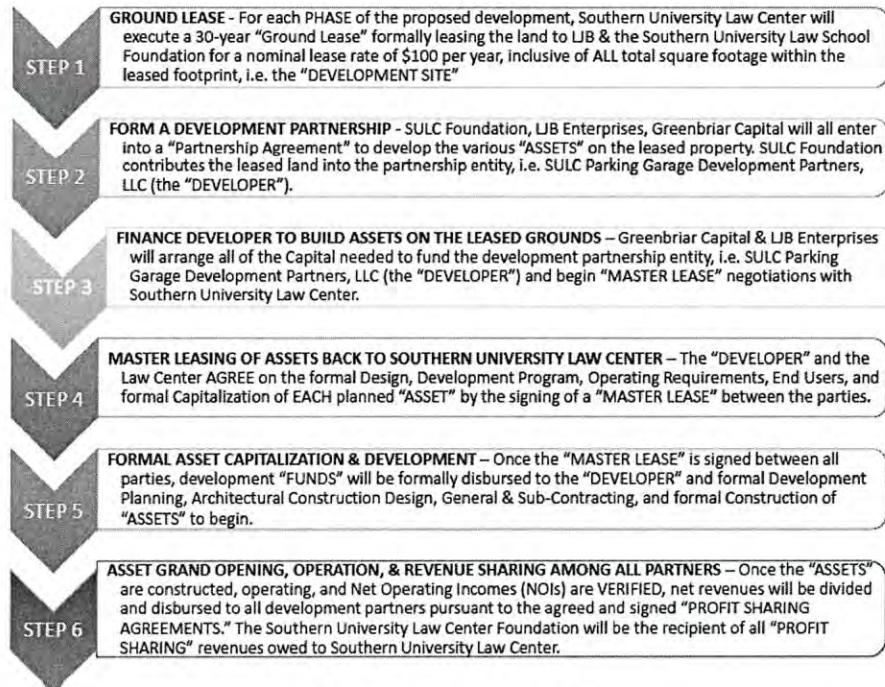 STEP 1
GROUND LEASE - For each PHASE of the proposed development, Southern University Law Center will
execute a 30-year “Ground Lease” formally leasing the land to IJB & the Southern University Law School
Foundation for a nominal lease rate of $100 per year, inclusive of ALL total square footage within the
leased footprint, i.e. the “DEVELOPMENT SITE”
STEP 2
FORM A DEVELOPMENT PARTNERSHIP - SULC Foundation, IJB Enterprises, Greenbriar Capital will all enter
into a “Partnership Agreement” to develop the various “ASSETS” on the leased property. SULC Foundation
contributes the leased land into the partnership entity, i.e. SULC Parking Garage Development Partners,
LLC (the “DEVELOPER”).
STEP 3
FINANCE DEVELOPER TO BUILD ASSETS ON THE LEASED GROUNDS – Greenbriar Capital & IJB Enterprises
will arrange all of the Capital needed to fund the development partnership entity, i.e. SULC Parking
Garage Development Partners, LLC (the “DEVELOPER”) and begin “MASTER LEASE” negotiations with
Southern University Law Center.
STEP 4
MASTER LEASING OF ASSETS BACK TO SOUTHERN UNIVERSITY LAW CENTER – The “DEVELOPER” and the
Law Center AGREE on the formal Design, Development Program, Operating Requirements, End Users, and
formal Capitalization of EACH planned “ASSET” by the signing of a “MASTER LEASE” between the parties.
STEP 5
FORMAL ASSET CAPITALIZATION & DEVELOPMENT – Once the “MASTER LEASE” is signed between all
parties, development “FUNDS” will be formally disbursed to the “DEVELOPER” and formal Development
Planning, Architectural Construction Design, General & Sub-Contracting, and formal Construction of
“ASSETS” to begin.
STEP 6
ASSET GRAND OPENING, OPERATION, & REVENUE SHARING AMONG ALL PARTNERS – Once the “ASSETS”
are constructed, operating, and Net Operating Incomes (NOIs) are VERIFIED, net revenues will be divided
and disbursed to all development partners pursuant to the agreed and signed “PROFIT SHARING
AGREEMENTS.” The Southern University Law Center Foundation will be the recipient of all “PROFIT
SHARING” revenues owed to Southern University Law Center.